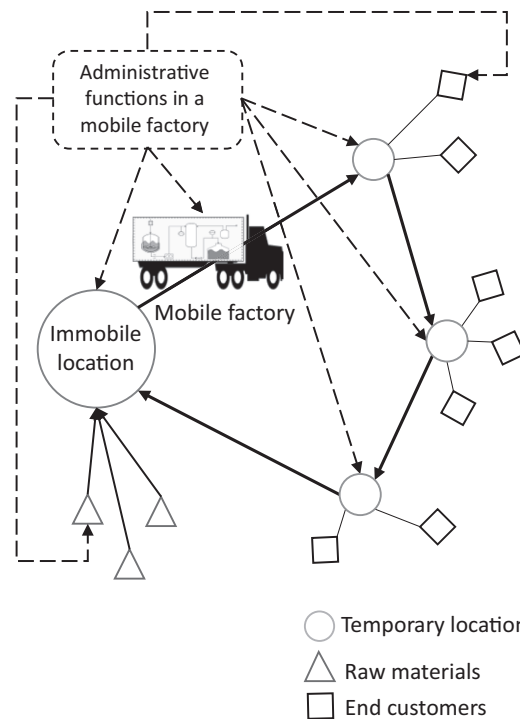 Administrative
functions in a
mobile factory
Mobile factory
Immobile
location
Temporary location
Raw materials
End customers